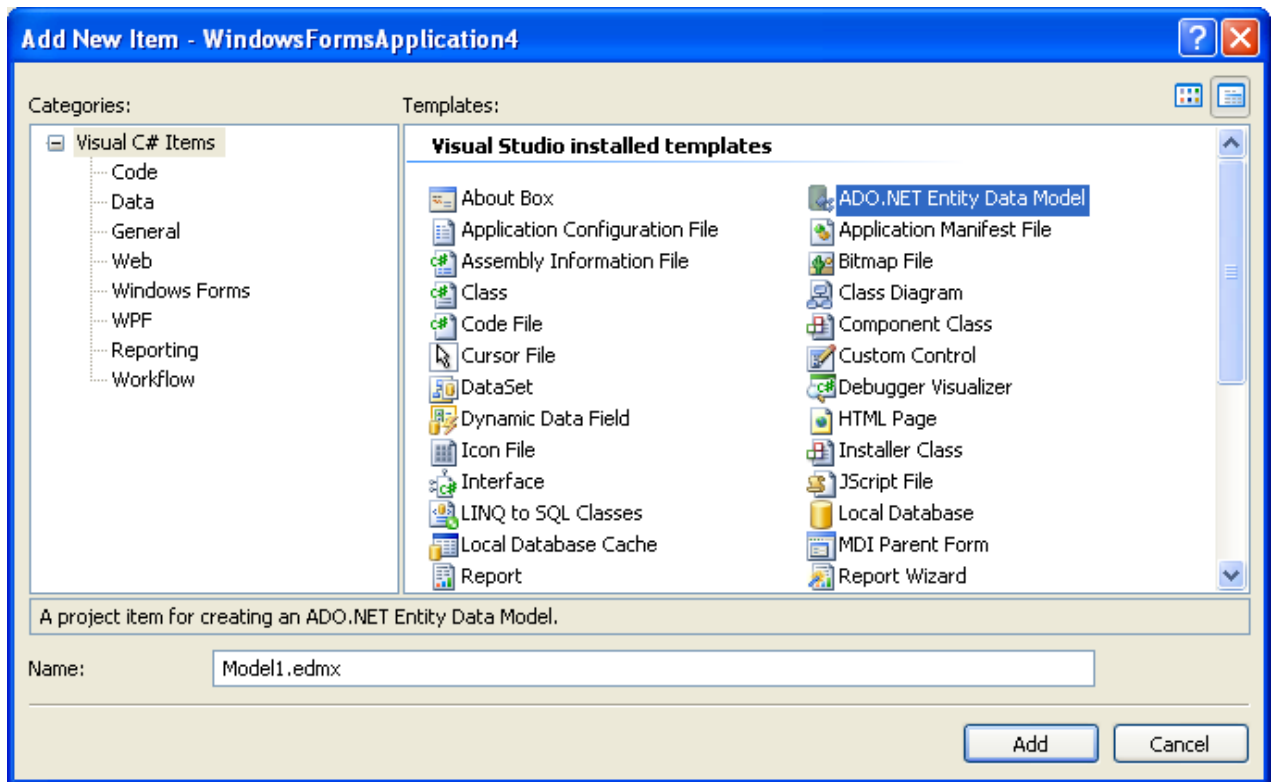 Add New Item - WindowsFormsApplication4
Categories:
Templates:
Visual C# Items
Code
Data
General
Web
Windows Forms
WPF
Reporting
Workflow
Visual Studio installed templates
About Box
ADO.NET Entity Data Model
Application Configuration File
Application Manifest File
Assembly Information File
Bitmap File
Class
Class Diagram
Code File
Component Class
Cursor File
Custom Control
DataSet
Debugger Visualizer
Dynamic Data Field
HTML Page
Icon File
Installer Class
Interface
JScript File
LINQ to SQL Classes
Local Database
Local Database Cache
MDI Parent Form
Report
Report Wizard
A project item for creating an ADO.NET Entity Data Model.
Name:
Model1.edmx
Add
Cancel